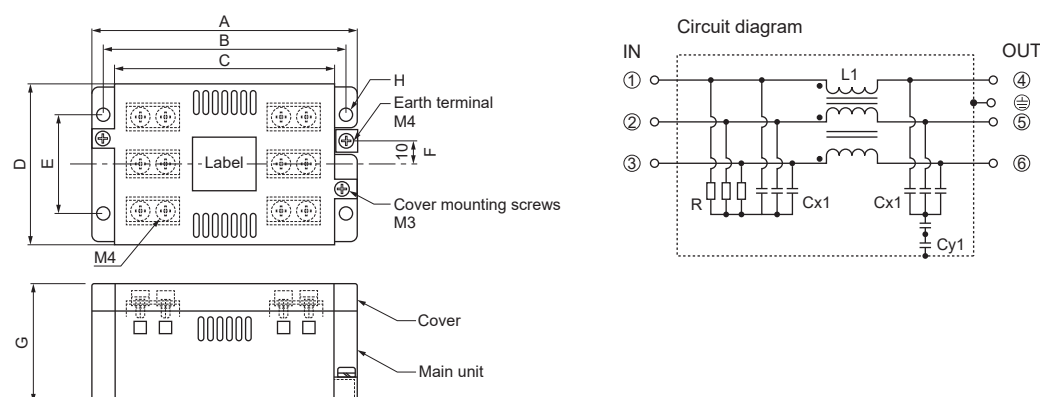 A
B
C
H
Earth terminal
M4
D
E
Label
10
F
Cover mounting screws
M3
M4
G
Cover
Main unit
Circuit diagram
IN
OUT
① L1 ④
② ⑤
③ ⑥
R Cx1 Cx1
Cy1